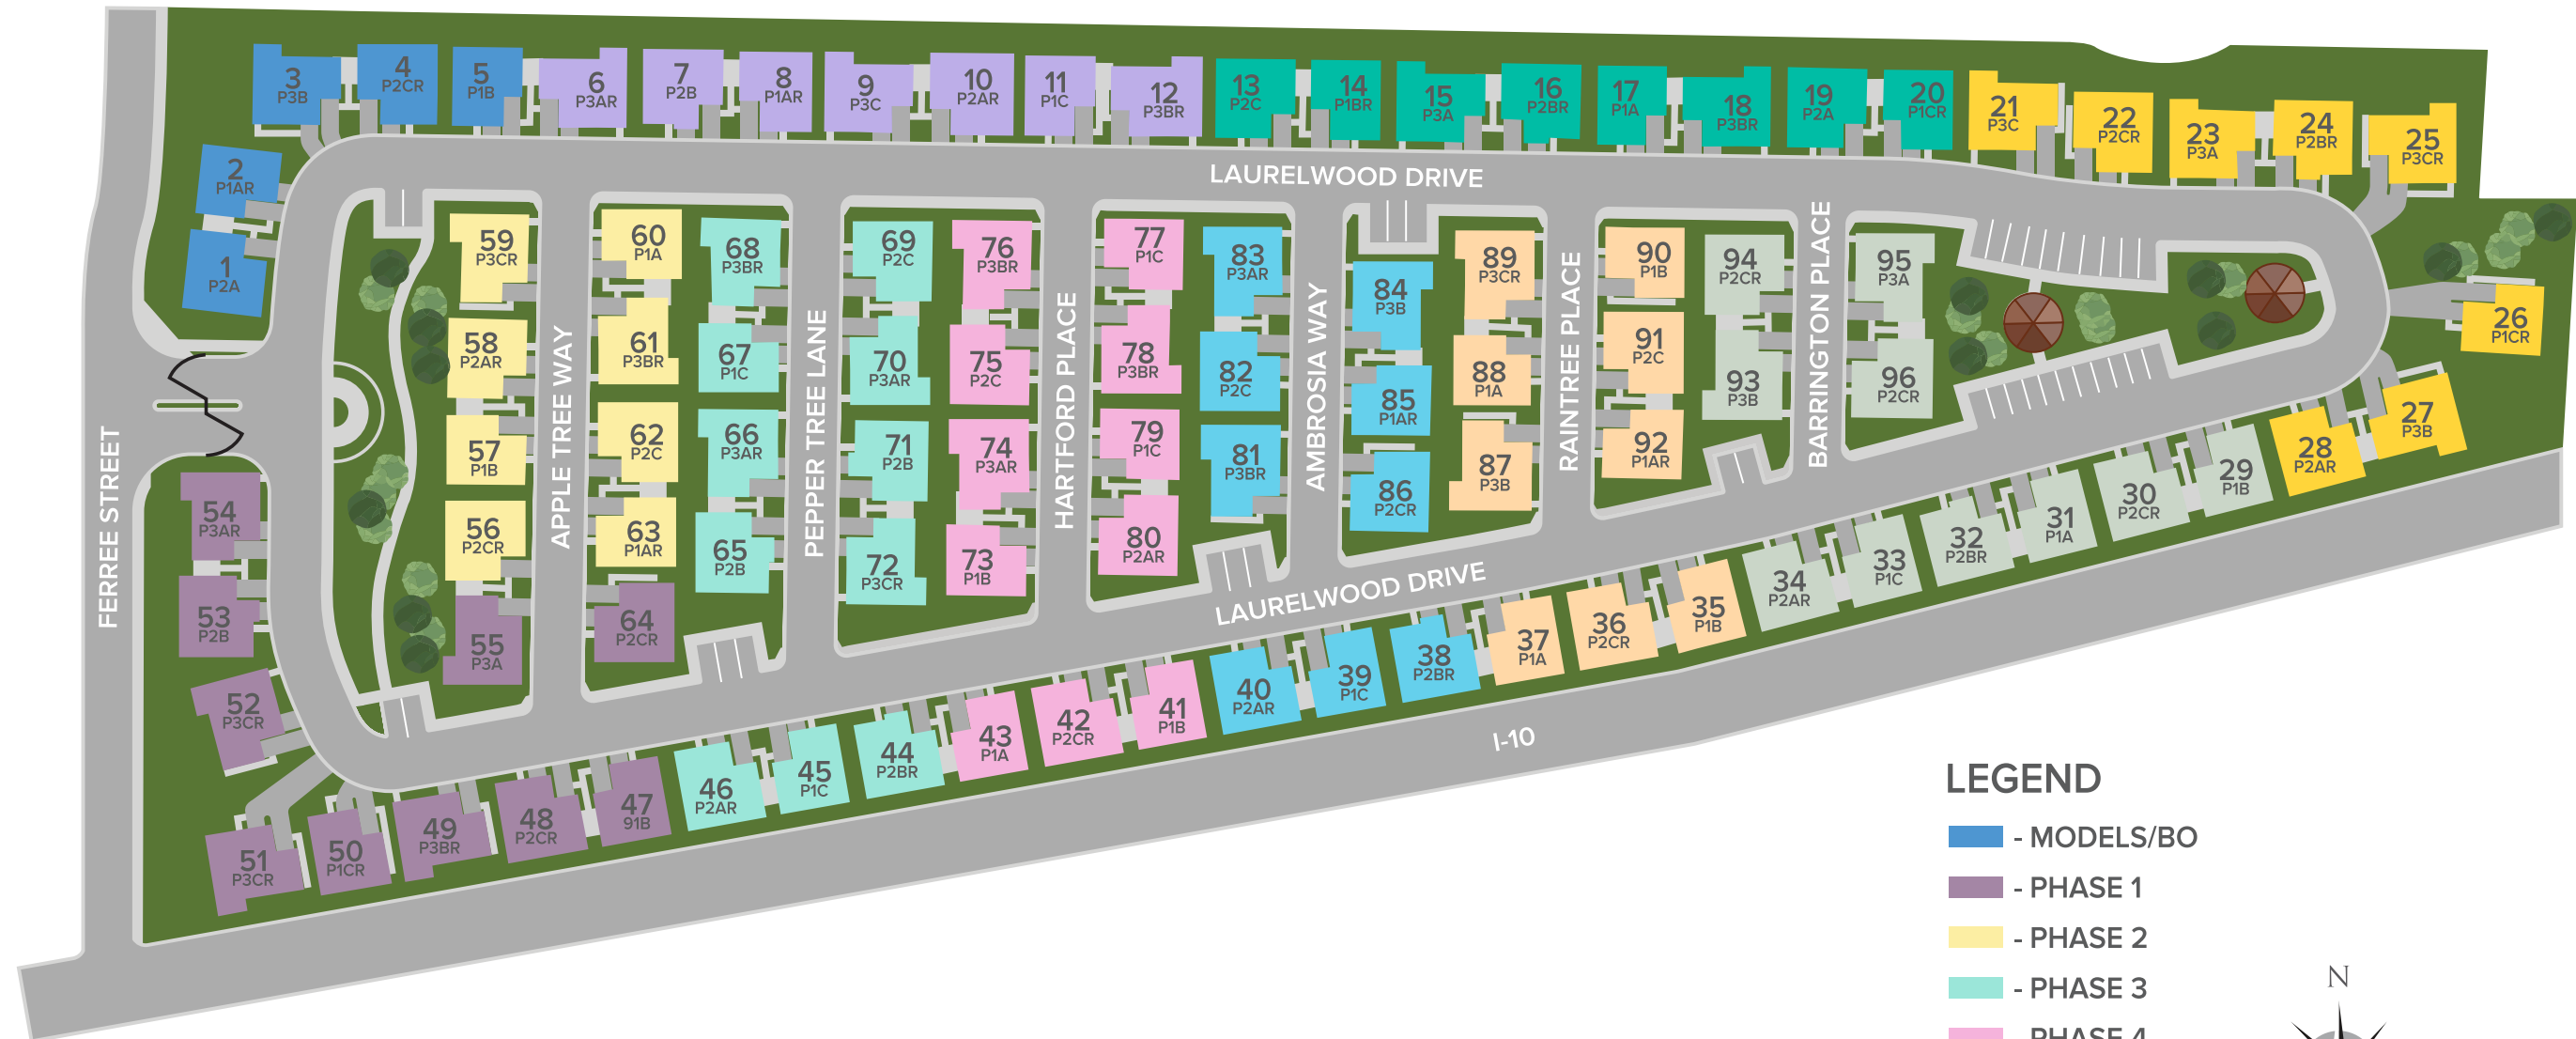 3
P3B
4
P2CR
5
P1B
6
P3AR
7
P2B
8
P1AR
9
P3C
10
P2AR
11
P1C
12
P3BR
13
P2C
14
P1BR
15
P3A
16
P2BR
17
P1A
18
P3BR
19
P2A
20
P1CR
21
P3C
22
P2CR
23
P3A
24
P2BR
25
P3CR
2
P1AR
1
P2A
LAURELWOOD DRIVE
59
P3CR
58
P2AR
57
P1B
56
P2CR
55
P3A
APPLE TREE WAY
60
P1A
61
P3BR
62
P2C
63
P1AR
64
P2CR
68
P3BR
67
P1C
66
P3AR
65
P2B
PEPPER TREE LANE
69
P2C
70
P3AR
71
P2B
72
P3CR
76
P3BR
75
P2C
74
P3AR
73
P1B
HARTFORD PLACE
77
P1C
78
P3BR
79
P1C
80
P2AR
83
P3AR
82
P2C
81
P3BR
AMBROSIA WAY
84
P3B
85
P1AR
86
P2CR
89
P3CR
88
P1A
87
P3B
RAINTREE PLACE
90
P1B
91
P2C
92
P1AR
94
P2CR
93
P3B
BARRINGTON PLACE
95
P3A
96
P2CR
26
P1CR
27
P3B
28
P2AR
29
P1B
30
P2CR
31
P1A
32
P2BR
33
P1C
34
P2AR
35
P1B
36
P2CR
37
P1A
38
P2BR
39
P1C
40
P2AR
41
P1B
42
P2CR
43
P1A
44
P2BR
45
P1C
46
P2AR
47
91B
48
P2CR
49
P3BR
50
P1CR
51
P3CR
52
P3CR
53
P2B
54
P3AR
FERREE STREET
LAURELWOOD DRIVE
I-10
LEGEND
- MODELS/BO
- PHASE 1
- PHASE 2
- PHASE 3
- PHASE 4
N